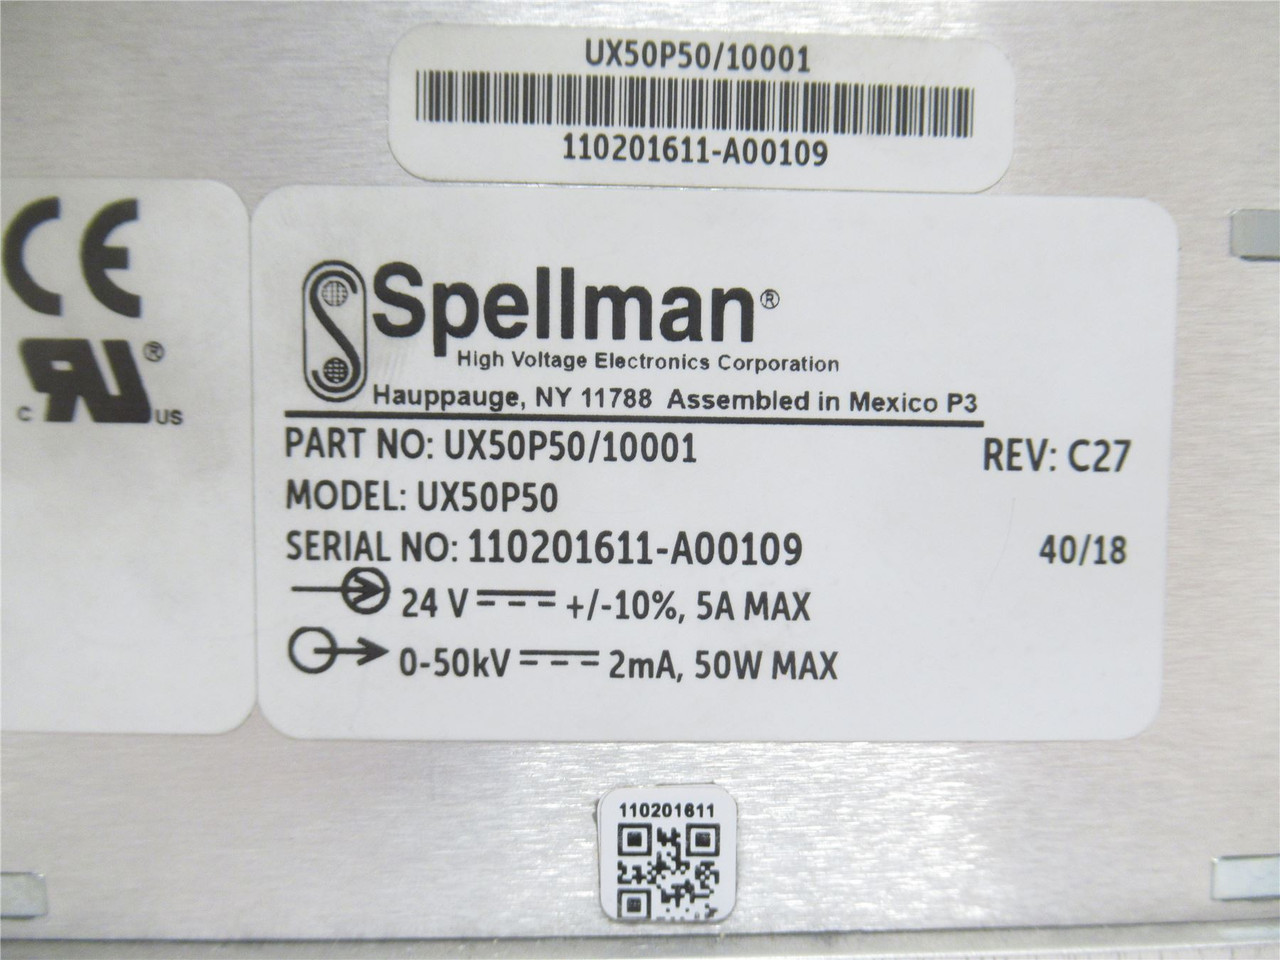 UX50P50/10001
110201611-A00109
CE
C RU® US
Spellman®
High Voltage Electronics Corporation
Hauppauge, NY 11788 Assembled in Mexico P3
PART NO: UX50P50/10001 REV: C27
MODEL: UX50P50
SERIAL NO: 110201611-A00109 40/18
24 V ⎓ +/-10%, 5A MAX
0-50kV ⎓ 2mA, 50W MAX
110201611